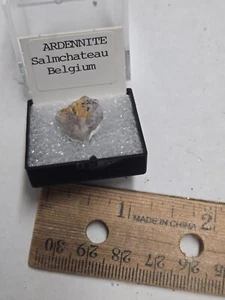 ARDENNITE
Salmchateau
Belgium
1 MADE IN CHINA 2
30 29 28 27 26 25